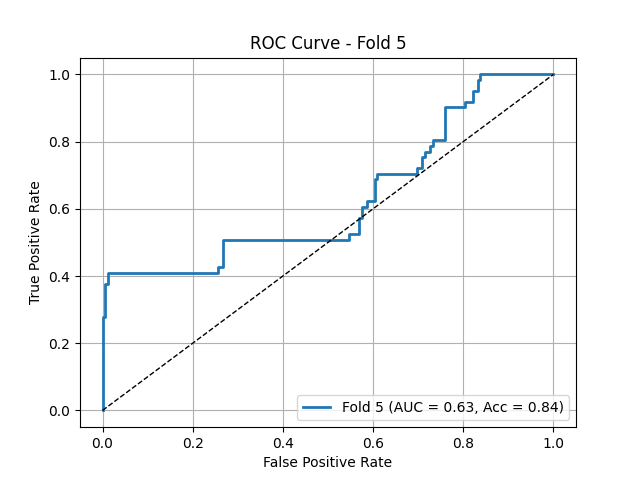 ROC Curve - Fold 5
True Positive Rate
1.0
0.8
0.6
0.4
0.2
0.0
Fold 5 (AUC = 0.63, Acc = 0.84)
0.0 0.2 0.4 0.6 0.8 1.0
False Positive Rate